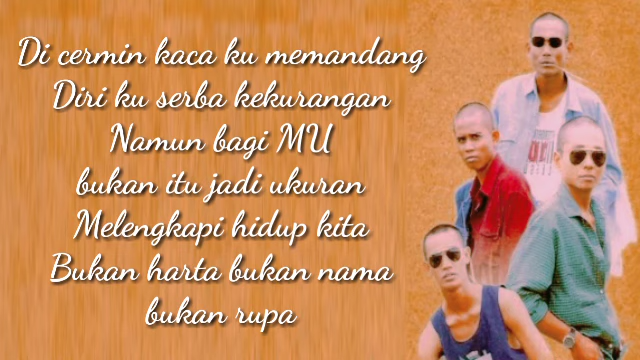 Di cermin kaca ku memandang
Diri ku serba kekurangan
Namun bagi MU
bukan itu jadi ukuran
Melengkapi hidup kita
Bukan harta bukan nama
bukan rupa